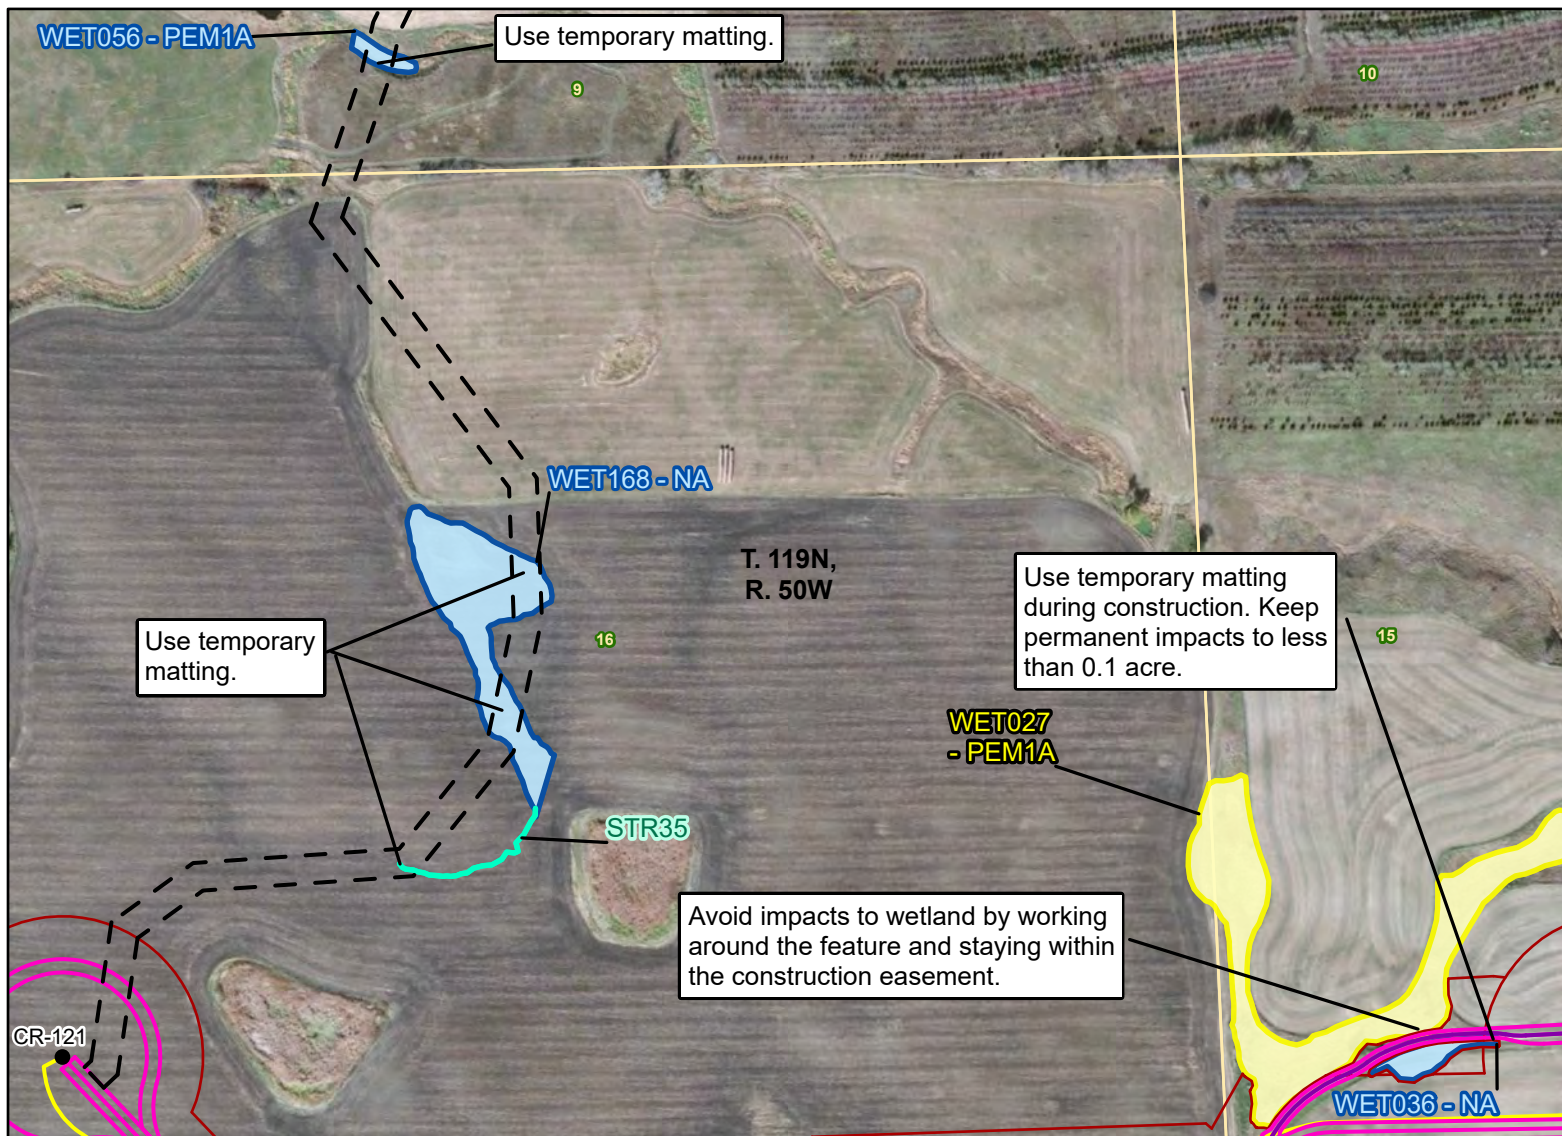 WET056 - PEM1A
Use temporary matting.
9
10
WET168 - NA
T. 119N,
R. 50W
Use temporary matting
during construction. Keep
permanent impacts to less
than 0.1 acre.
Use temporary
matting.
16
15
WET027
- PEM1A
STR35
Avoid impacts to wetland by working
around the feature and staying within
the construction easement.
CR-121
WET036 - NA